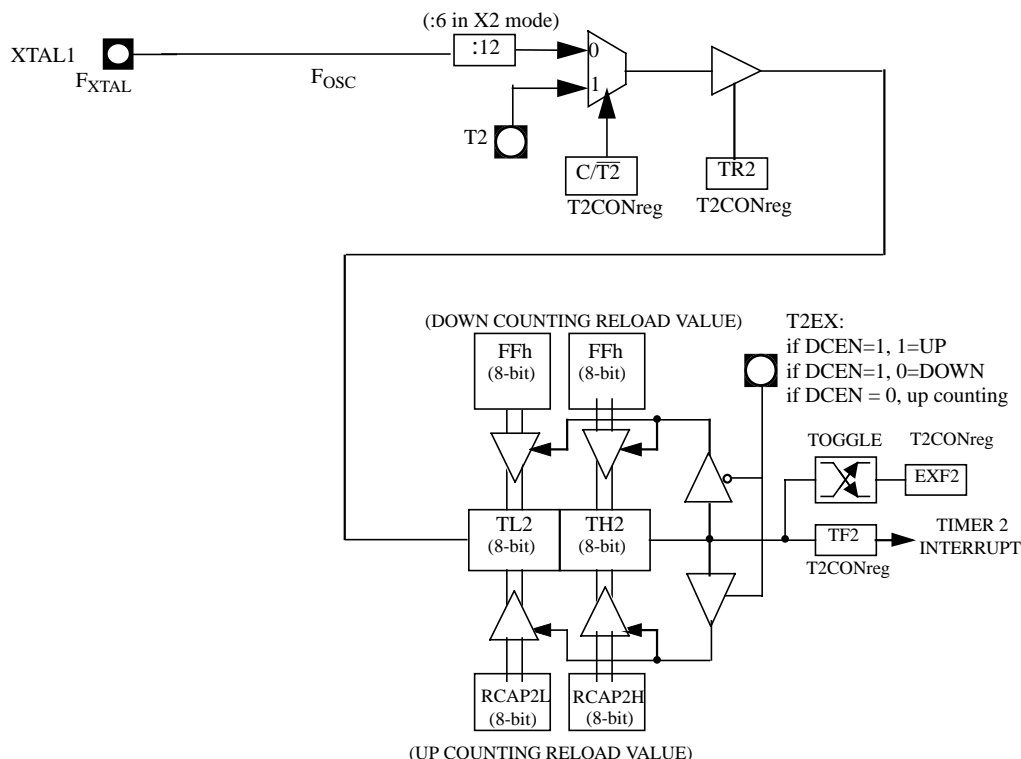 (:6 in X2 mode)
XTAL1
:12
0
F XTAL
F OSC
1
T2
C/T2
TR2
T2CONreg
T2CONreg
(DOWN COUNTING RELOAD VALUE)
T2EX:
if DCEN=1, 1=UP
if DCEN=1, 0=DOWN
if DCEN = 0, up counting
FFh
(8-bit)
FFh
(8-bit)
TOGGLE
T2CONreg
EXF2
TL2
(8-bit)
TH2
(8-bit)
TF2
T2CONreg
TIMER 2
INTERRUPT
RCAP2L
(8-bit)
RCAP2H
(8-bit)
(UP COUNTING RELOAD VALUE)